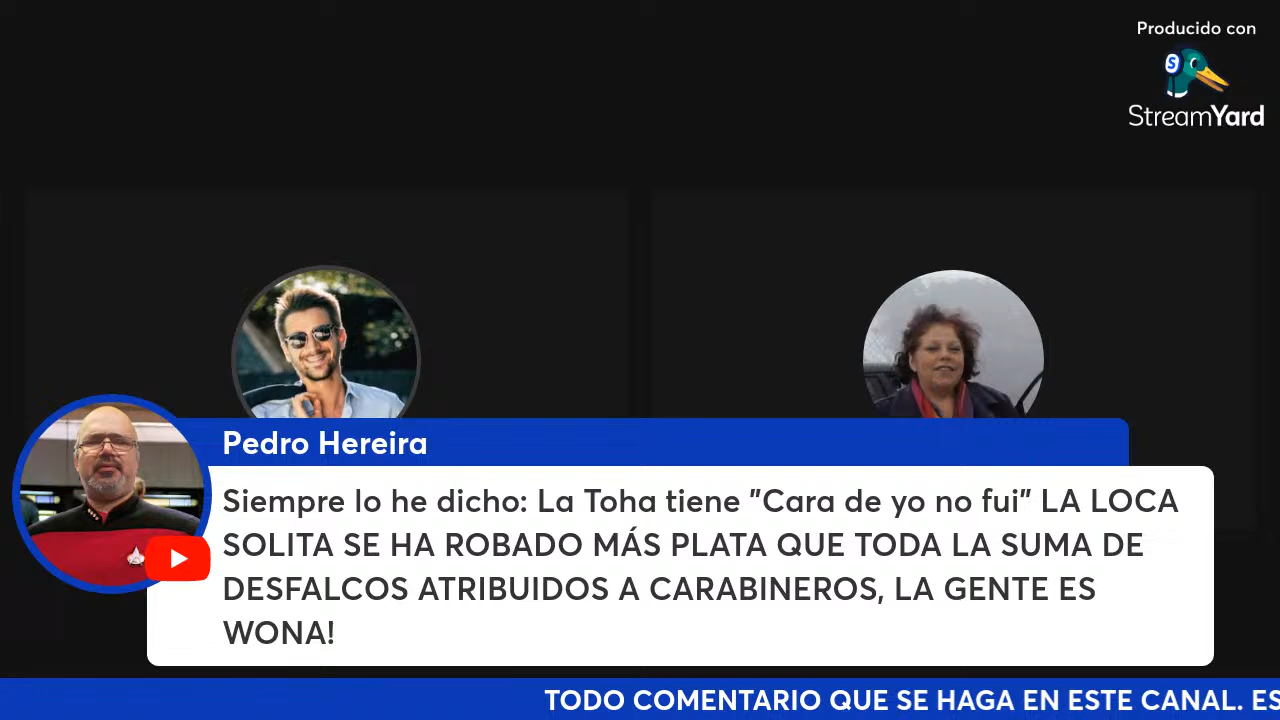 Producido con
S
StreamYard
Pedro Hereira
Siempre lo he dicho: La Toha tiene "Cara de yo no fui" LA LOCA
SOLITA SE HA ROBADO MÁS PLATA QUE TODA LA SUMA DE
DESFALCOS ATRIBUIDOS A CARABINEROS, LA GENTE ES
WONA!
TODO COMENTARIO QUE SE HAGA EN ESTE CANAL. ES